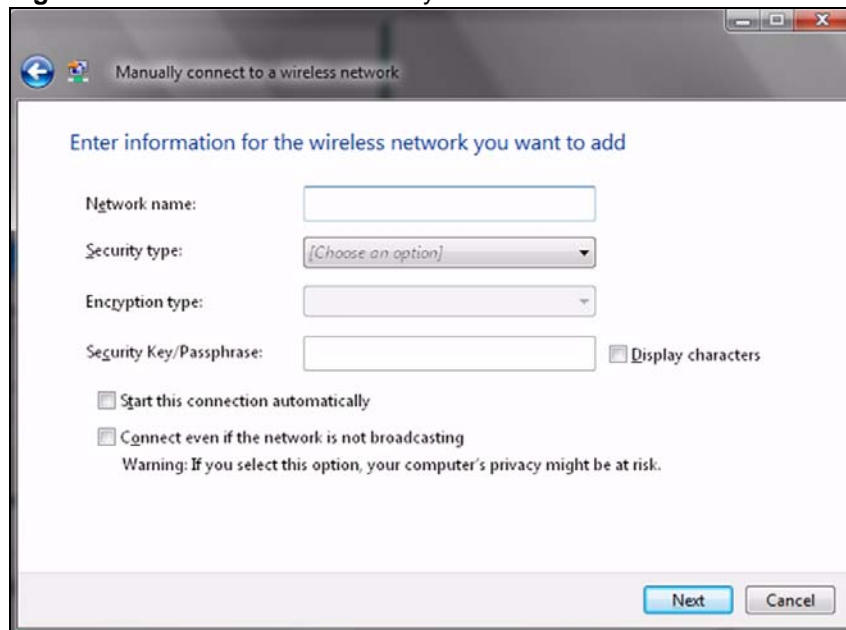 Manually connect to a wireless network
Enter information for the wireless network you want to add
Network name:
Security type:
[Choose an option]
Encryption type:
Security Key/Passphrase:
Display characters
Start this connection automatically
Connect even if the network is not broadcasting
Warning: If you select this option, your computer's privacy might be at risk.
Next
Cancel